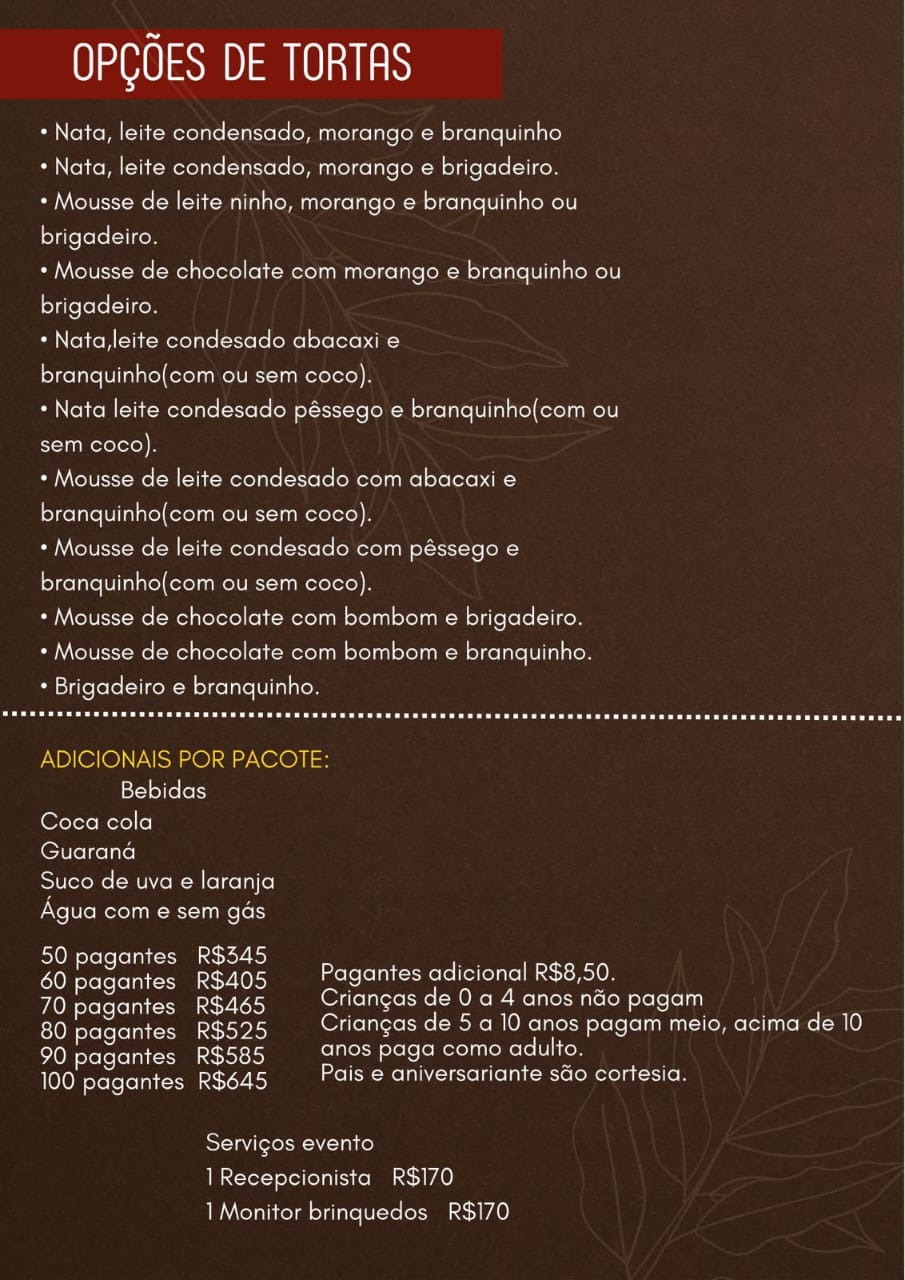 OPÇÕES DE TORTAS
• Nata, leite condensado, morango e branquinho
• Nata, leite condensado, morango e brigadeiro.
• Mousse de leite ninho, morango e branquinho ou
brigadeiro.
• Mousse de chocolate com morango e branquinho ou
brigadeiro.
• Nata,leite condesado abacaxi e
branquinho(com ou sem coco).
• Nata leite condesado pêssego e branquinho(com ou
sem coco).
• Mousse de leite condesado com abacaxi e
branquinho(com ou sem coco).
• Mousse de leite condesado com pêssego e
branquinho(com ou sem coco).
• Mousse de chocolate com bombom e brigadeiro.
• Mousse de chocolate com bombom e branquinho.
• Brigadeiro e branquinho.
ADICIONAIS POR PACOTE:
Bebidas
Coca cola
Guaraná
Suco de uva e laranja
Água com e sem gás
50 pagantes R$345
60 pagantes R$405
70 pagantes R$465
80 pagantes R$525
90 pagantes R$585
100 pagantes R$645
Pagantes adicional R$8,50.
Crianças de 0 a 4 anos não pagam
Crianças de 5 a 10 anos pagam meio, acima de 10
anos paga como adulto.
Pais e aniversariante são cortesia.
Serviços evento
1 Recepcionista R$170
1 Monitor brinquedos R$170